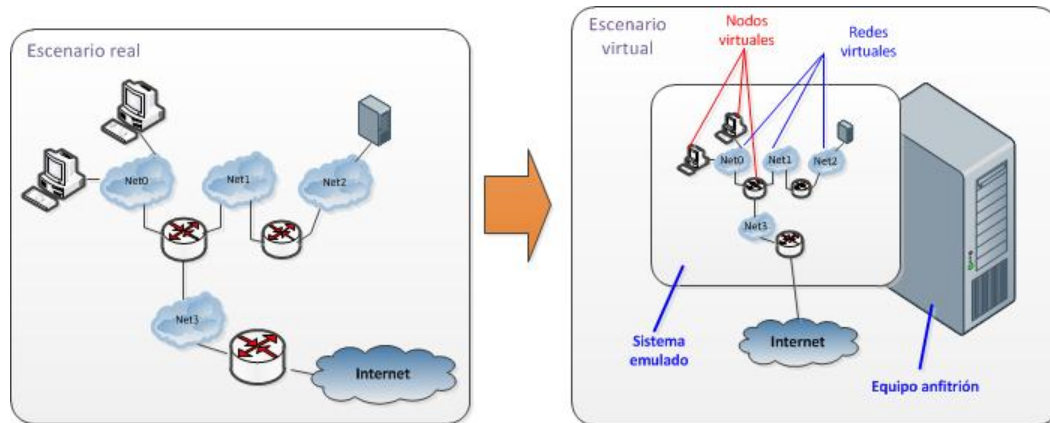 Escenario real
Net0
Net1
Net2
Net3
Internet
Escenario
virtual
Nodos
virtuales
Redes
virtuales
Net0
Net1
Net2
Net3
Internet
Sistema
emulado
Equipo anfitrión